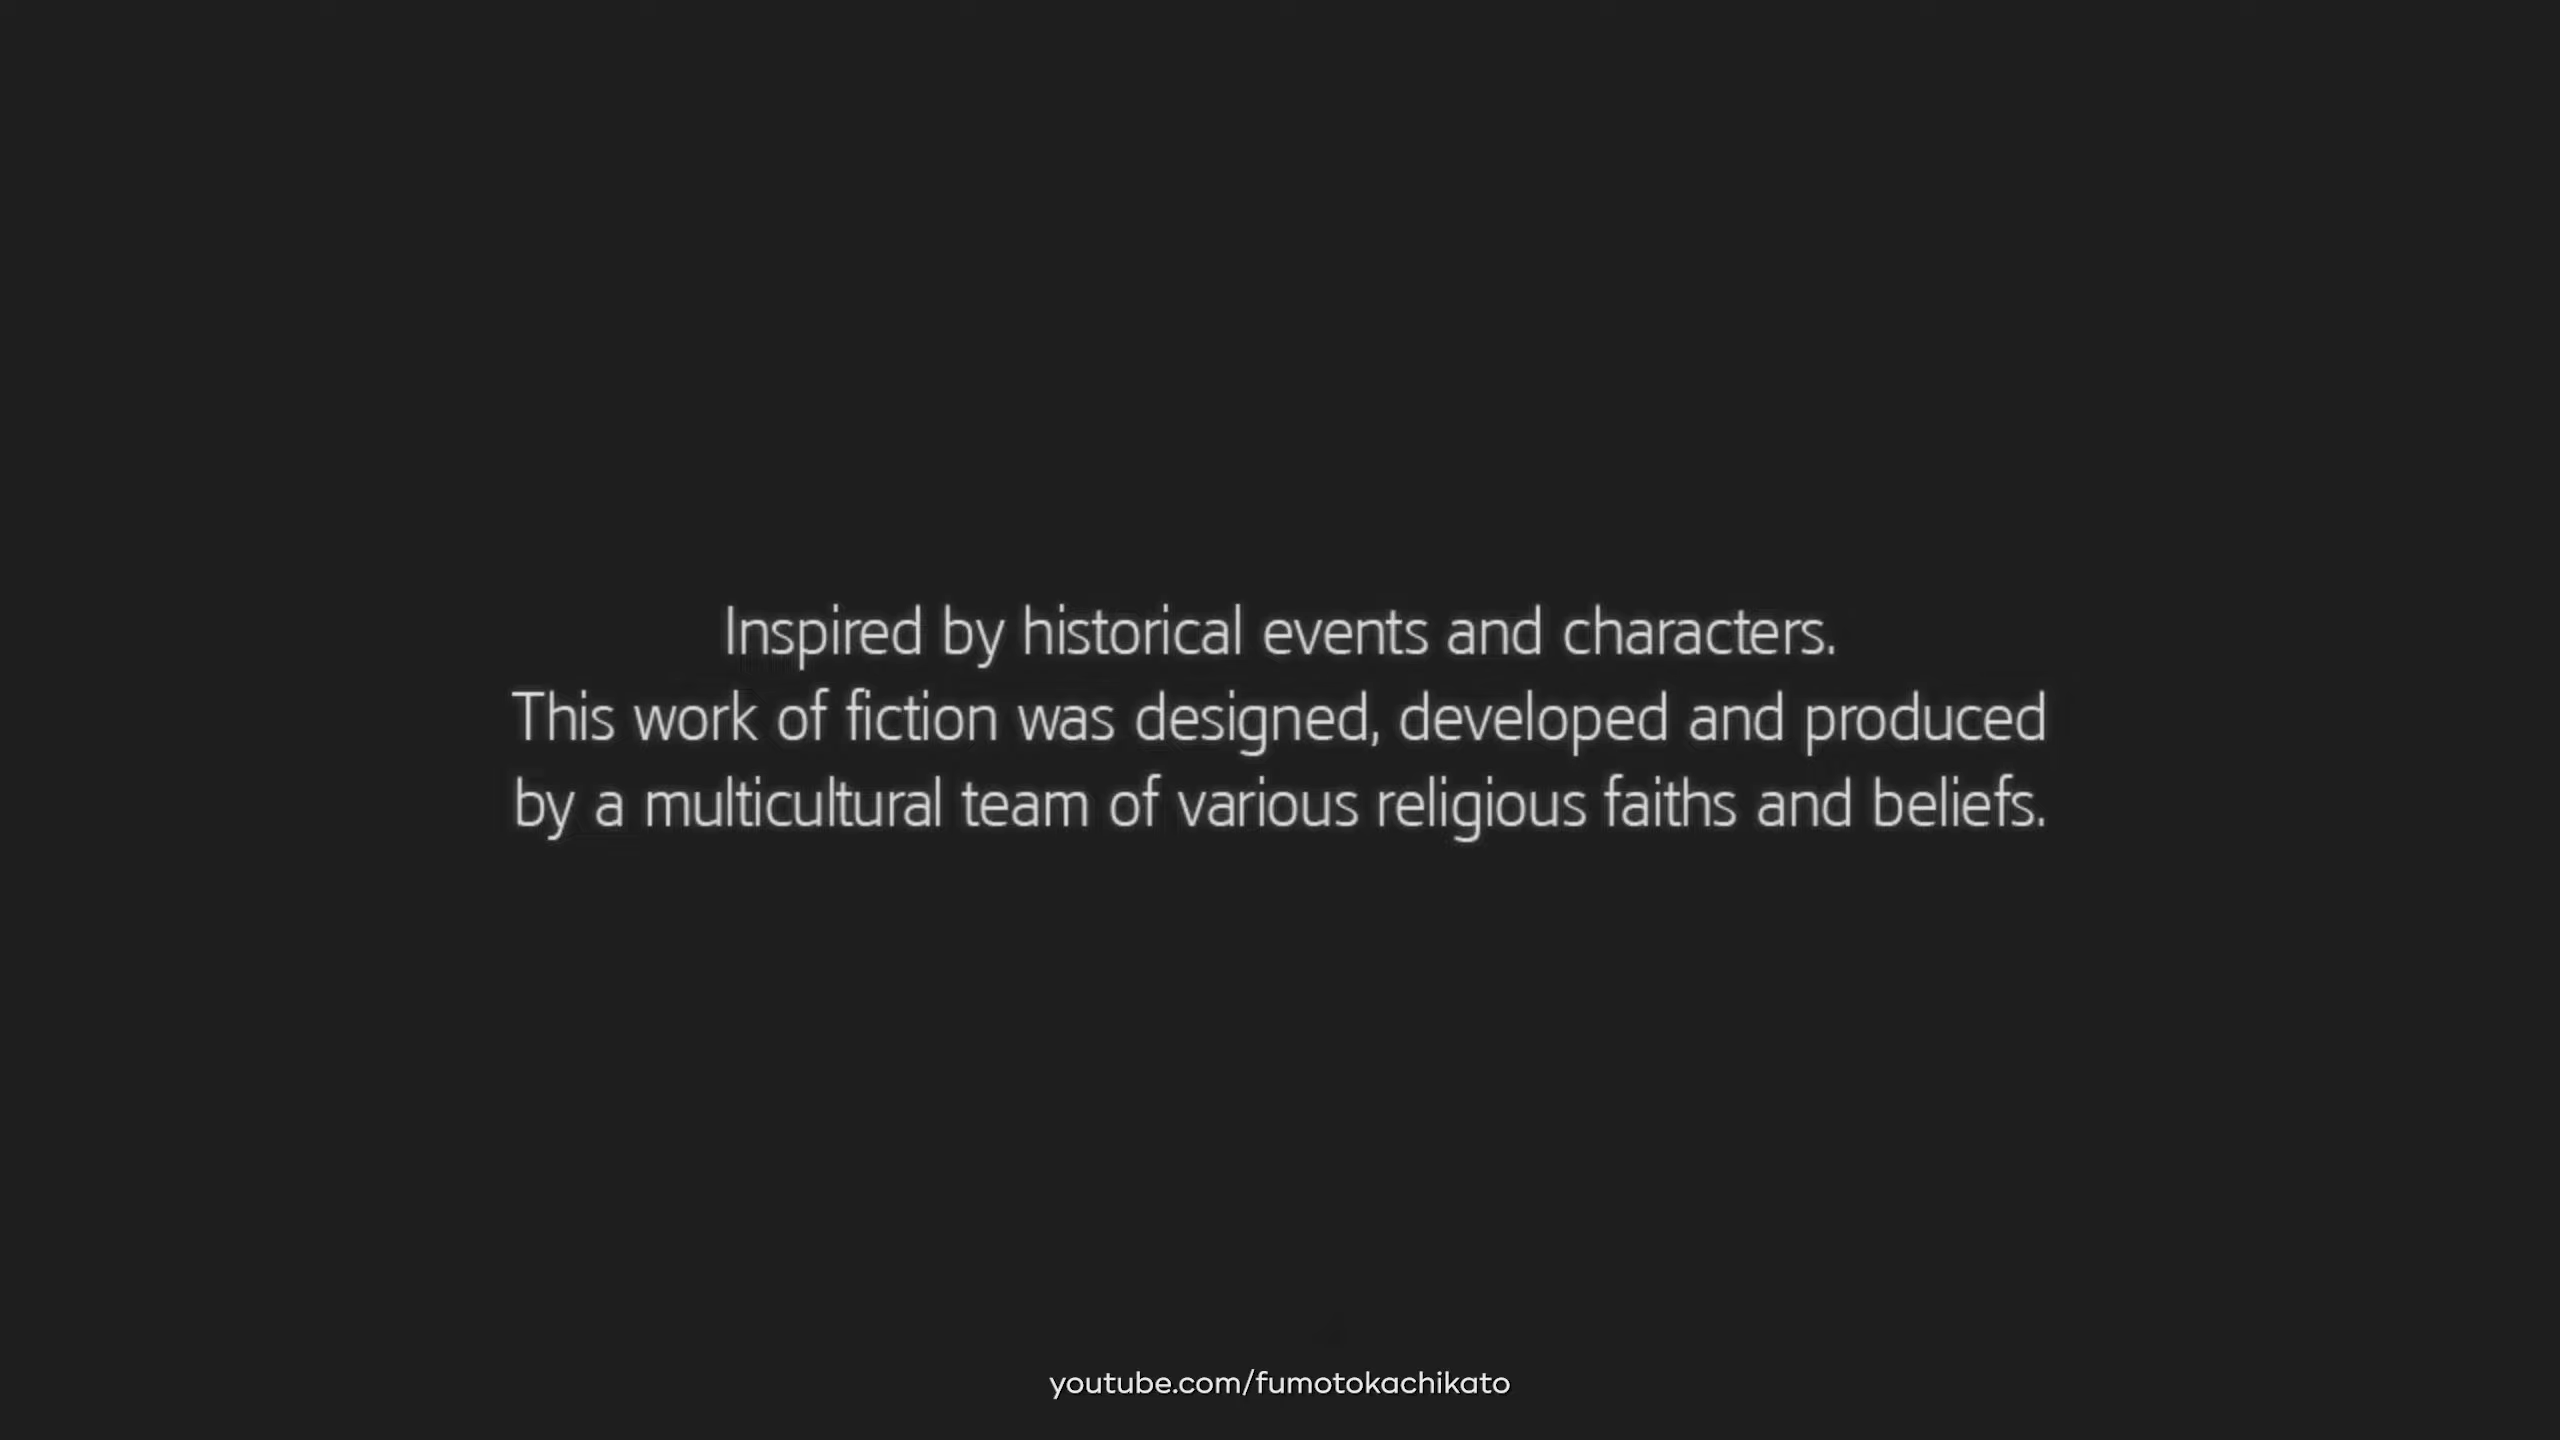 Inspired by historical events and characters.
This work of fiction was designed, developed and produced
by a multicultural team of various religious faiths and beliefs.
youtube.com/fumotokachikato